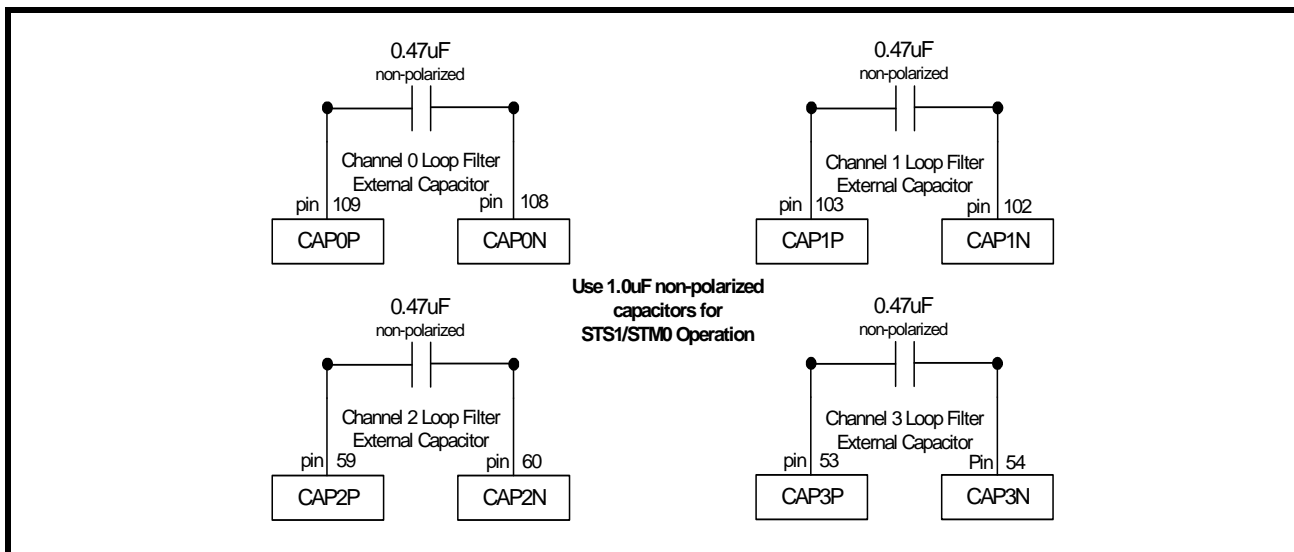 0.47uF
non-polarized
Channel 0 Loop Filter
External Capacitor
pin 109
pin 108
CAP0P
CAP0N
0.47uF
non-polarized
Channel 1 Loop Filter
External Capacitor
pin 103
pin 102
CAP1P
CAP1N
Use 1.0uF non-polarized
capacitors for
STS1/STM0 Operation
0.47uF
non-polarized
Channel 2 Loop Filter
External Capacitor
pin 59
pin 60
CAP2P
CAP2N
0.47uF
non-polarized
Channel 3 Loop Filter
External Capacitor
pin 53
Pin 54
CAP3P
CAP3N